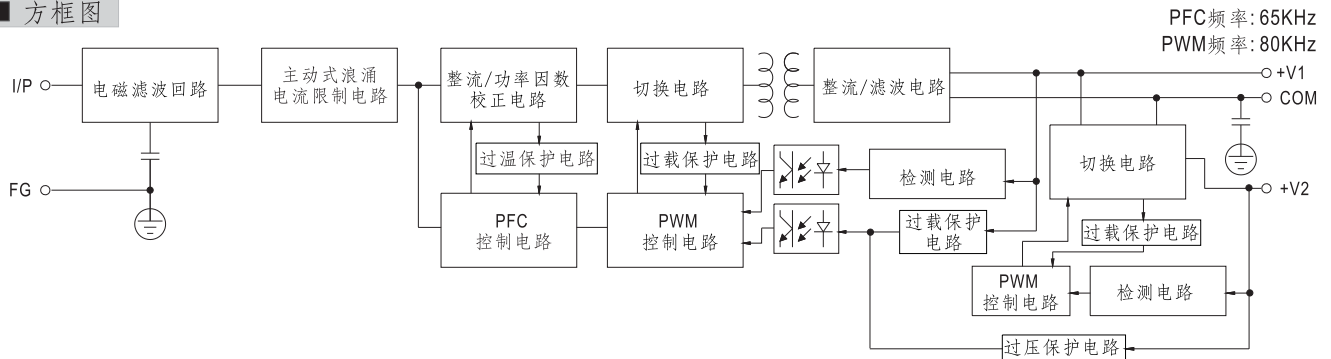 ■ 方框图
PFC频率: 65KHz
PWM频率: 80KHz
I/P
电磁滤波回路
主动式浪涌
电流限制电路
整流/功率因数
校正电路
切换电路
整流/滤波电路
+V1
COM
过温保护电路
过载保护电路
检测电路
切换电路
FG
+V2
PFC
控制电路
PWM
控制电路
过载保护
电路
过载保护电路
PWM
控制电路
检测电路
过压保护电路